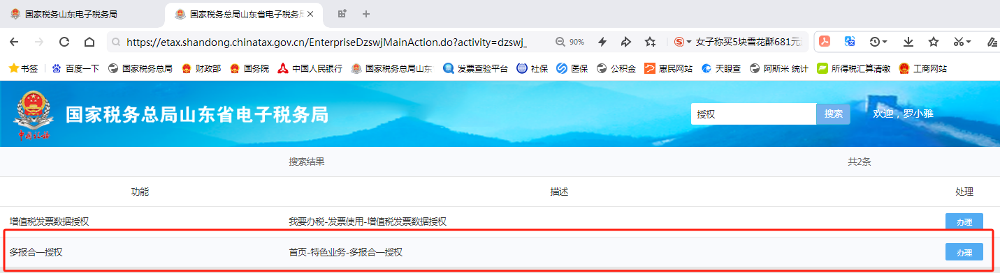 国家税务山东电子税务局
国家税务总局山东省电子税务局
https://etax.shandong.chinatax.gov.cn/EnterpriseDzswjMainAction.do?activity=dzswj_
90%
女子称买5块雪花酥681元
书签
百度一下
国家税务总局
财政部
国务院
中国人民银行
国家税务总局山东
发票查验平台
社保
医保
公积金
惠民网站
天眼查
阿斯米 统计
所得税汇算清缴
工商网站
中国税务
国家税务总局山东省电子税务局
授权
搜索
欢迎，罗小雅
搜索结果
共2条
功能
描述
处理
增值税发票数据授权
我要办税-发票使用-增值税发票数据授权
办理
多报合一授权
首页-特色业务-多报合一授权
办理